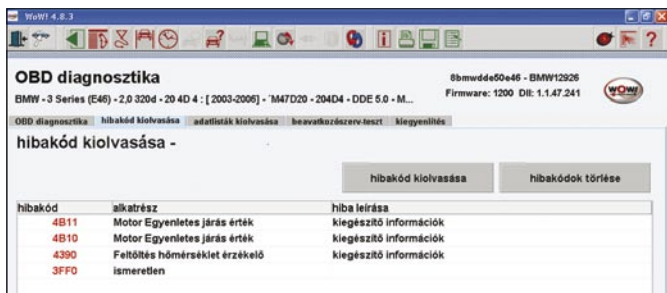 WoW! 4.8.3
OBD diagnosztika
8bmwdde50e46 - BMW12926
BMW - 3 Series (E46) - 2,0 320d - 20 4D 4 : [ 2003-2006] - ´M47D20 - 204D4 - DDE 5.0 - M...
Firmware: 1200 Dll: 1.1.47.241
WOW!
OBD diagnosztika hibakód kiolvasása adatlisták kiolvasása beavatkozószerv-teszt kiegyenlítés
hibakód kiolvasása -
hibakód kiolvasása hibakódok törlése
hibakód alkatrész hiba leírása
4B11 Motor Egyenletes járás érték kiegészítő információk
4B10 Motor Egyenletes járás érték kiegészítő információk
4390 Feltöltés hőmérséklet érzékelő kiegészítő információk
3FF0 ismeretlen